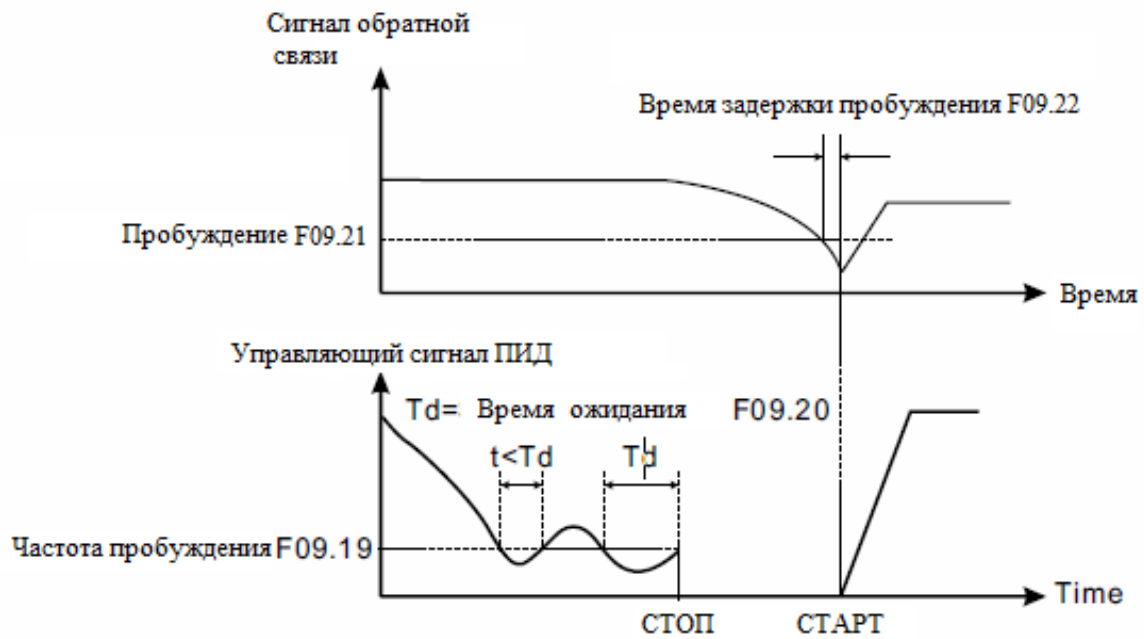 Сигнал обратной
связи
Время задержки пробуждения F09.22
Пробуждение F09.21
Время
Управляющий сигнал ПИД
Td= Время ожидания F09.20
t<Td Td
Частота пробуждения F09.19
Time
СТОП СТАРТ